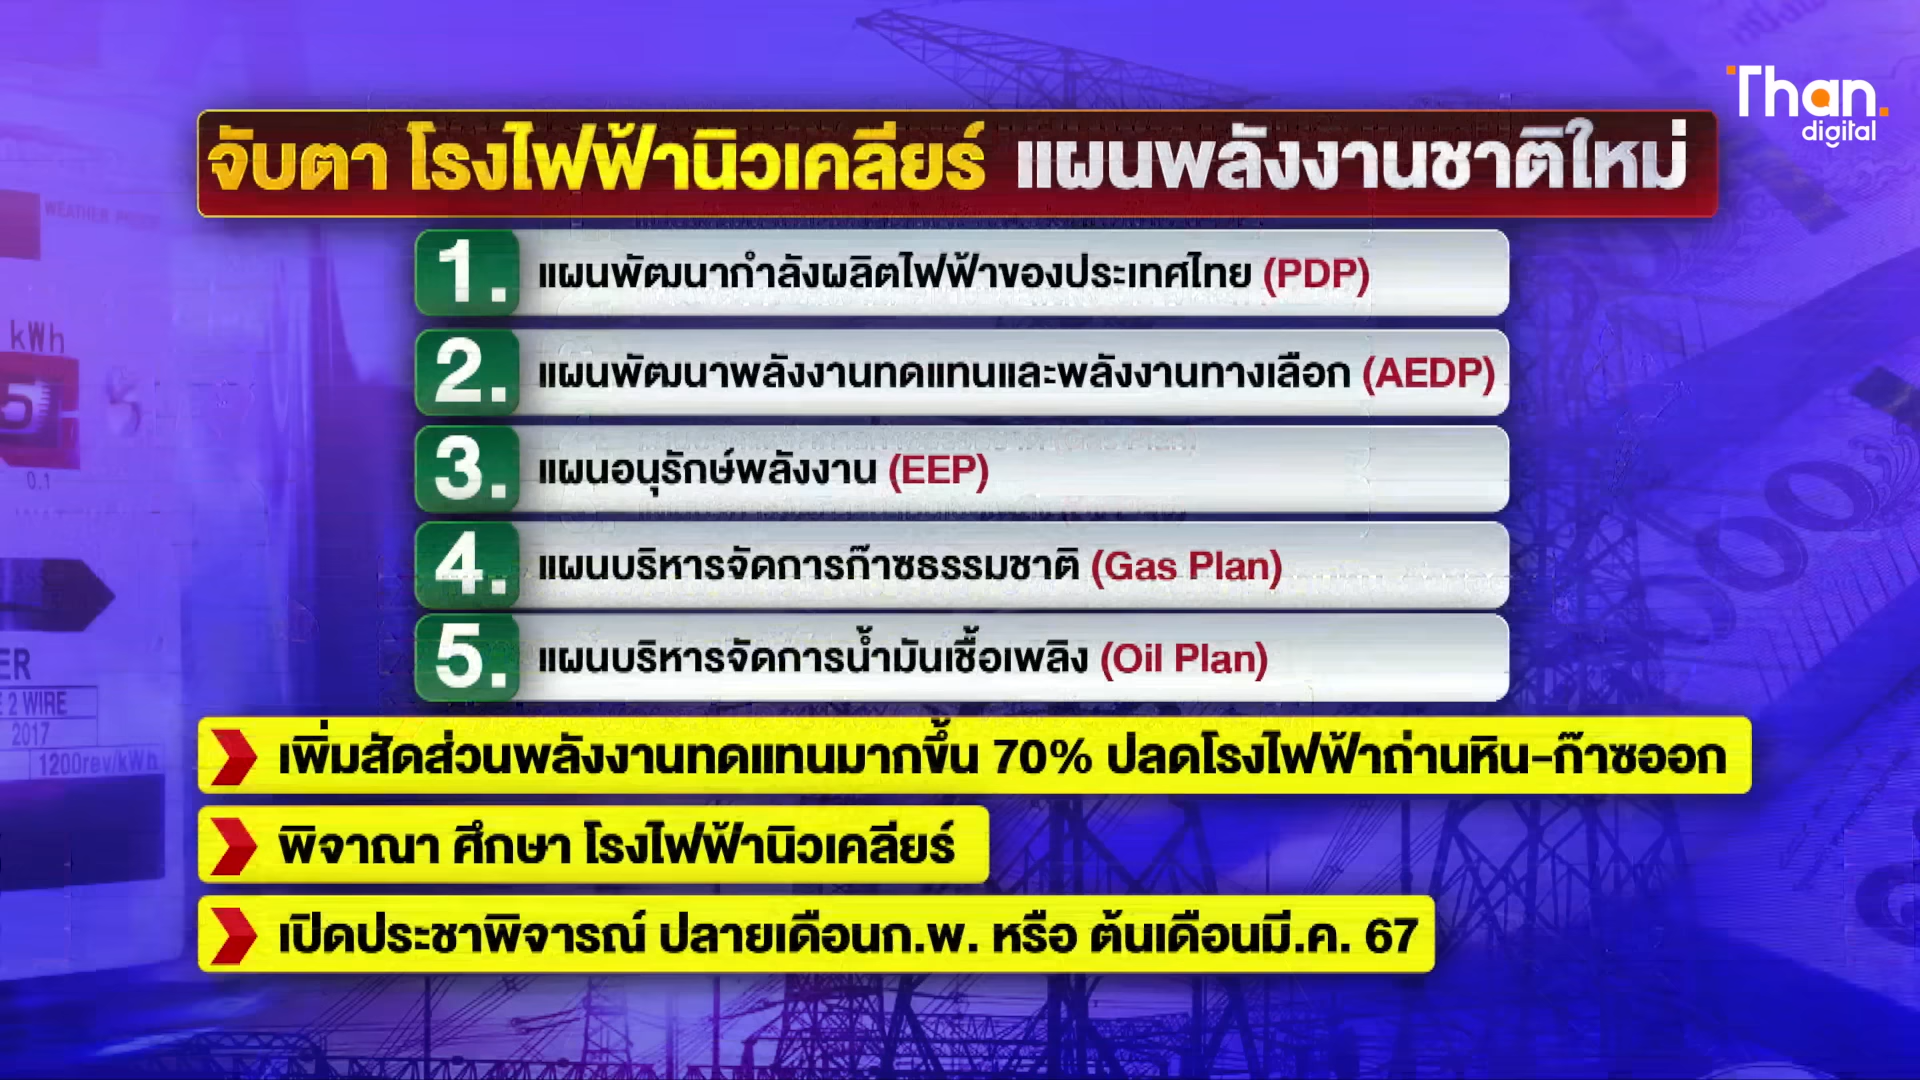 Than.
digital
จับตา โรงไฟฟ้านิวเคลียร์ แผนพลังงานชาติใหม่
1. แผนพัฒนากำลังผลิตไฟฟ้าของประเทศไทย (PDP)
2. แผนพัฒนาพลังงานทดแทนและพลังงานทางเลือก (AEDP)
3. แผนอนุรักษ์พลังงาน (EEP)
4. แผนบริหารจัดการก๊าซธรรมชาติ (Gas Plan)
5. แผนบริหารจัดการน้ำมันเชื้อเพลิง (Oil Plan)
เพิ่มสัดส่วนพลังงานทดแทนมากขึ้น 70% ปลดโรงไฟฟ้าถ่านหิน-ก๊าซออก
พิจาณา ศึกษา โรงไฟฟ้านิวเคลียร์
เปิดประชาพิจารณ์ ปลายเดือนก.พ. หรือ ต้นเดือนมี.ค. 67
kWh
5
0.1
ER
2 WIRE
2017
1200rev/kWh